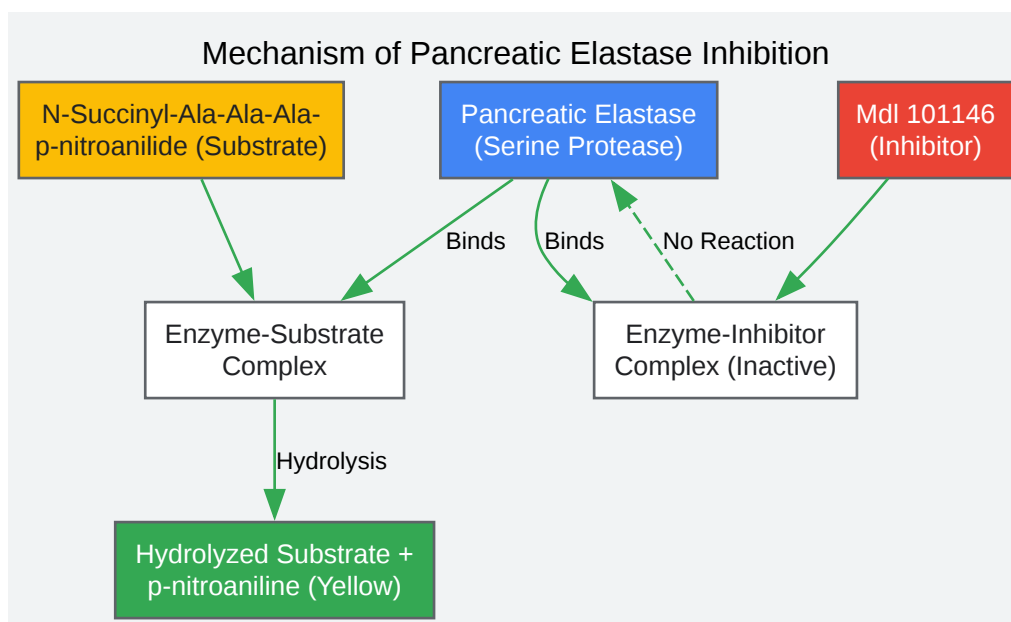 Mechanism of Pancreatic Elastase Inhibition
N-Succinyl-Ala-Ala-Ala-
p-nitroanilide (Substrate)
Pancreatic Elastase
(Serine Protease)
Mdl 101146
(Inhibitor)
Binds
Binds
No Reaction
Enzyme-Substrate
Complex
Enzyme-Inhibitor
Complex (Inactive)
Hydrolysis
Hydrolyzed Substrate +
p-nitroaniline (Yellow)